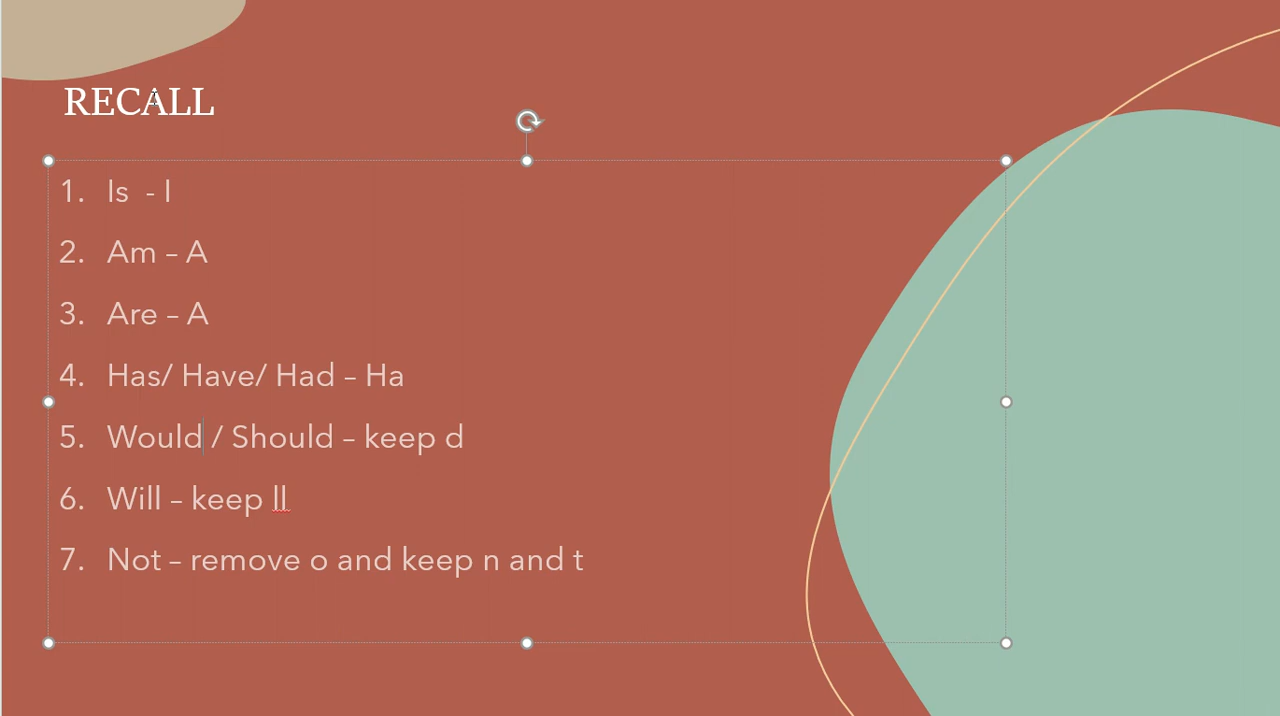 RECALL
1. Is - I
2. Am – A
3. Are – A
4. Has/ Have/ Had – Ha
5. Would / Should – keep d
6. Will – keep ll
7. Not – remove o and keep n and t